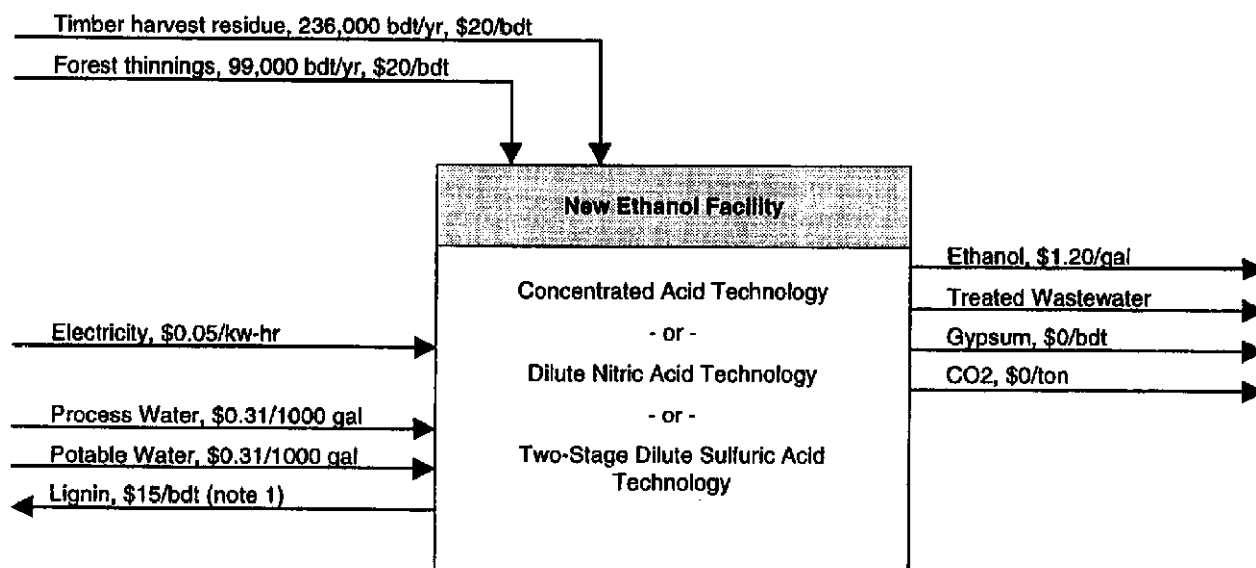 Timber harvest residue, 236,000 bdt/yr, $20/bdt
Forest thinnings, 99,000 bdt/yr, $20/bdt
New Ethanol Facility
Concentrated Acid Technology
- or -
Dilute Nitric Acid Technology
- or -
Two-Stage Dilute Sulfuric Acid
Technology
Electricity, $0.05/kw-hr
Process Water, $0.31/1000 gal
Potable Water, $0.31/1000 gal
Lignin, $15/bdt (note 1)
Ethanol, $1.20/gal
Treated Wastewater
Gypsum, $0/bdt
CO2, $0/ton